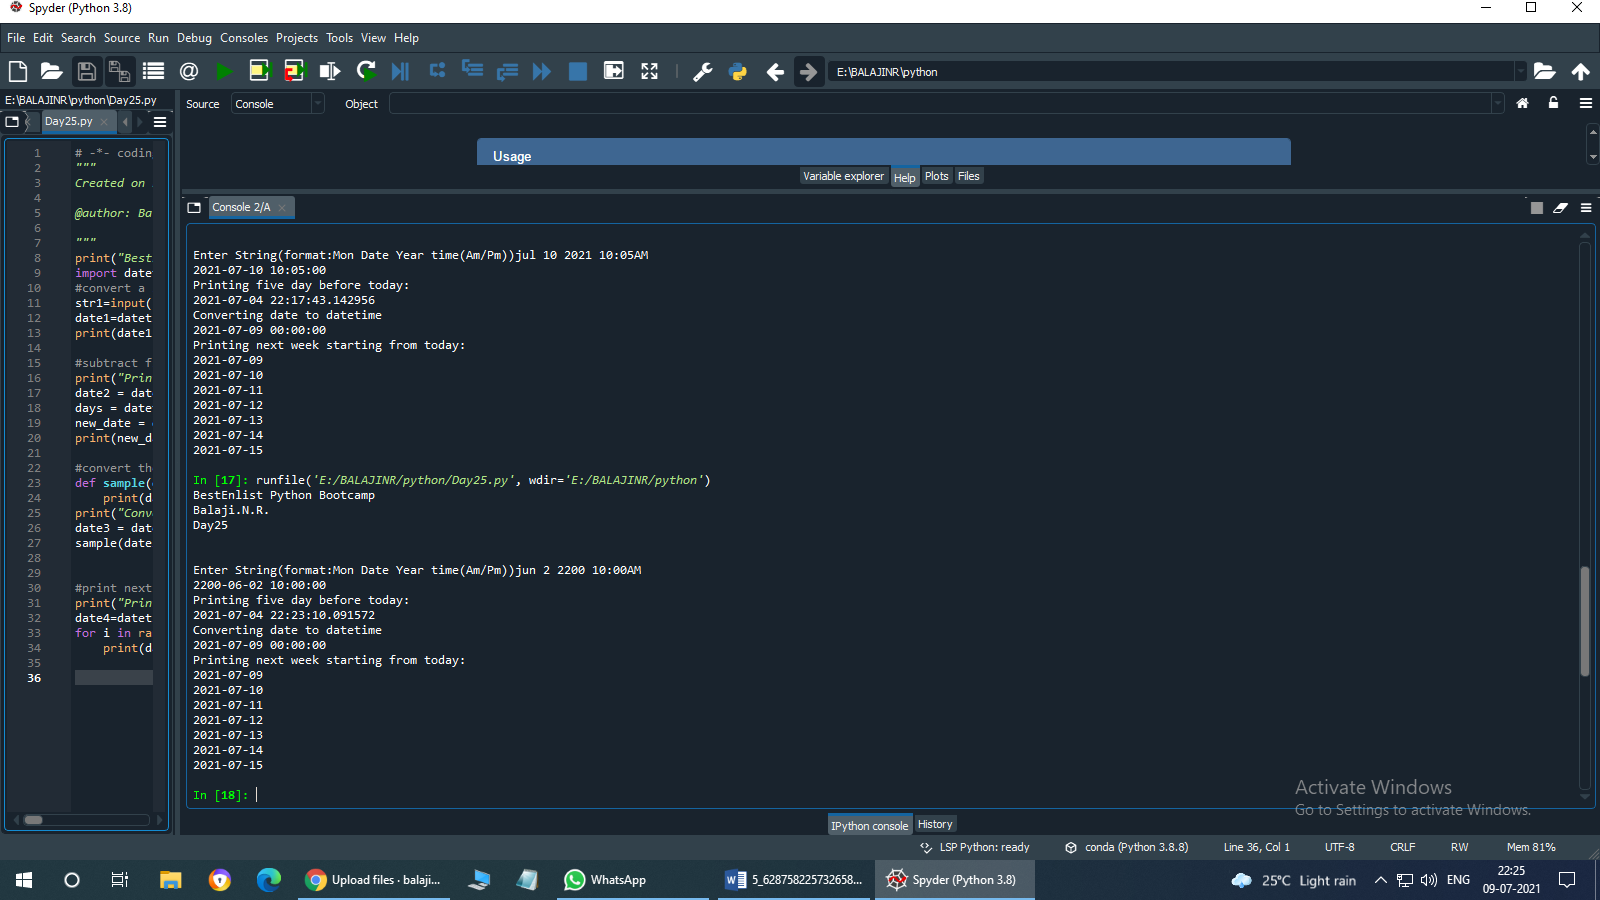 Spyder (Python 3.8)
File Edit Search Source Run Debug Consoles Projects Tools View Help
E:\BALAJINR\python
E:\BALAJINR\python\Day25.py
Source Console Object
Day25.py
Usage
Variable explorer Help Plots Files
Console 2/A
1 # -*- codin
2 """
3 Created on
4
5 @author: Ba
6
7 """
8 print("Best
9 import date
10 #convert a
11 str1=input(
12 date1=datet
13 print(date1
14
15 #subtract f
16 print("Prin
17 date2 = dat
18 days = date
19 new_date =
20 print(new_d
21
22 #convert th
23 def sample(
24 print(d
25 print("Conv
26 date3 = dat
27 sample(date
28
29
30 #print next
31 print("Prin
32 date4=datet
33 for i in ra
34 print(d
35
36
Enter String(format:Mon Date Year time(Am/Pm))jul 10 2021 10:05AM
2021-07-10 10:05:00
Printing five day before today:
2021-07-04 22:17:43.142956
Converting date to datetime
2021-07-09 00:00:00
Printing next week starting from today:
2021-07-09
2021-07-10
2021-07-11
2021-07-12
2021-07-13
2021-07-14
2021-07-15
In [17]: runfile('E:/BALAJINR/python/Day25.py', wdir='E:/BALAJINR/python')
BestEnlist Python Bootcamp
Balaji.N.R.
Day25
Enter String(format:Mon Date Year time(Am/Pm))jun 2 2200 10:00AM
2200-06-02 10:00:00
Printing five day before today:
2021-07-04 22:23:10.091572
Converting date to datetime
2021-07-09 00:00:00
Printing next week starting from today:
2021-07-09
2021-07-10
2021-07-11
2021-07-12
2021-07-13
2021-07-14
2021-07-15
In [18]:
Activate Windows
Go to Settings to activate Windows.
IPython console History
LSP Python: ready conda (Python 3.8.8) Line 36, Col 1 UTF-8 CRLF RW Mem 81%
Upload files · balaji... WhatsApp 5_628758225732658... Spyder (Python 3.8) 25°C Light rain ENG 22:25
09-07-2021